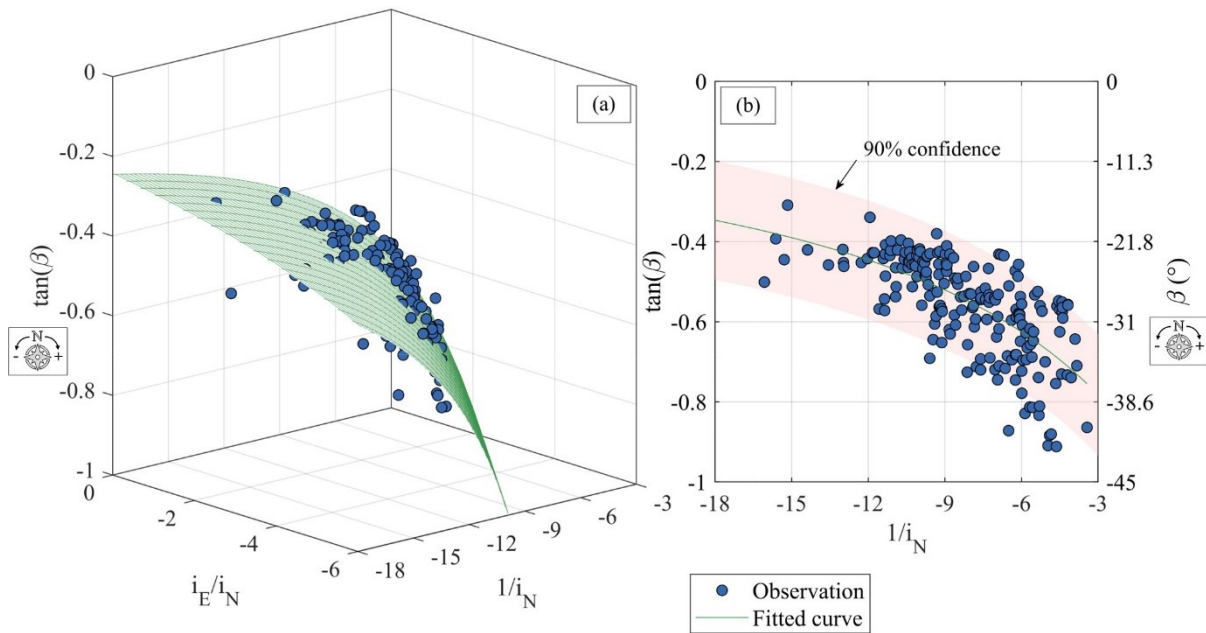 (a)
0
-0.2
-0.4
-0.6
-0.8
-1
tan(β)
N
- +
0
-2
-4
-6
i_E/i_N
-18
-15
-12
-9
-6
-3
1/i_N
(b)
90% confidence
0
-0.2
-0.4
-0.6
-0.8
-1
tan(β)
-18 -15 -12 -9 -6 -3
1/i_N
0
-11.3
-21.8
-31
-38.6
-45
β (°)
N
- +
Observation
Fitted curve